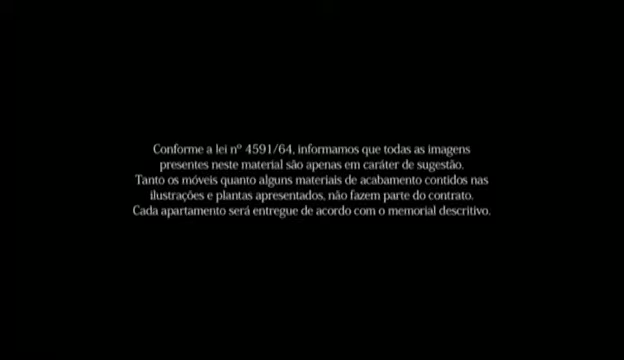 Conforme a lei nº 4591/64, informamos que todas as imagens
presentes neste material são apenas em caráter de sugestão.
Tanto os móveis quanto alguns materiais de acabamento contidos nas
ilustrações e plantas apresentados, não fazem parte do contrato.
Cada apartamento será entregue de acordo com o memorial descritivo.